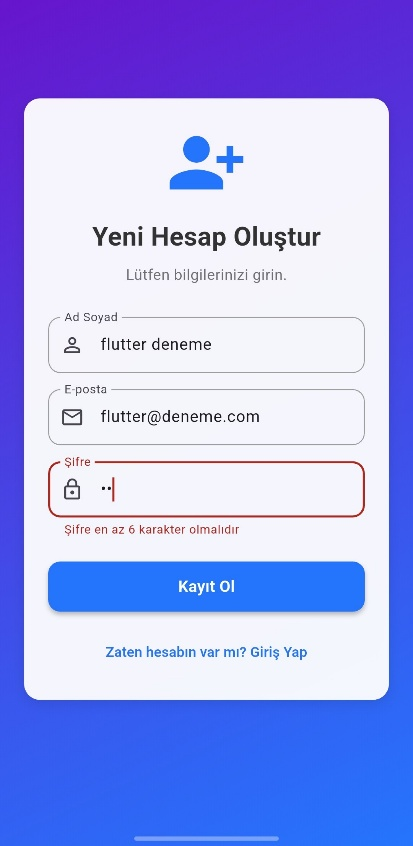 Yeni Hesap Oluştur
Lütfen bilgilerinizi girin.
Ad Soyad
flutter deneme
E-posta
flutter@deneme.com
Şifre
••
Şifre en az 6 karakter olmalıdır
Kayıt Ol
Zaten hesabın var mı? Giriş Yap